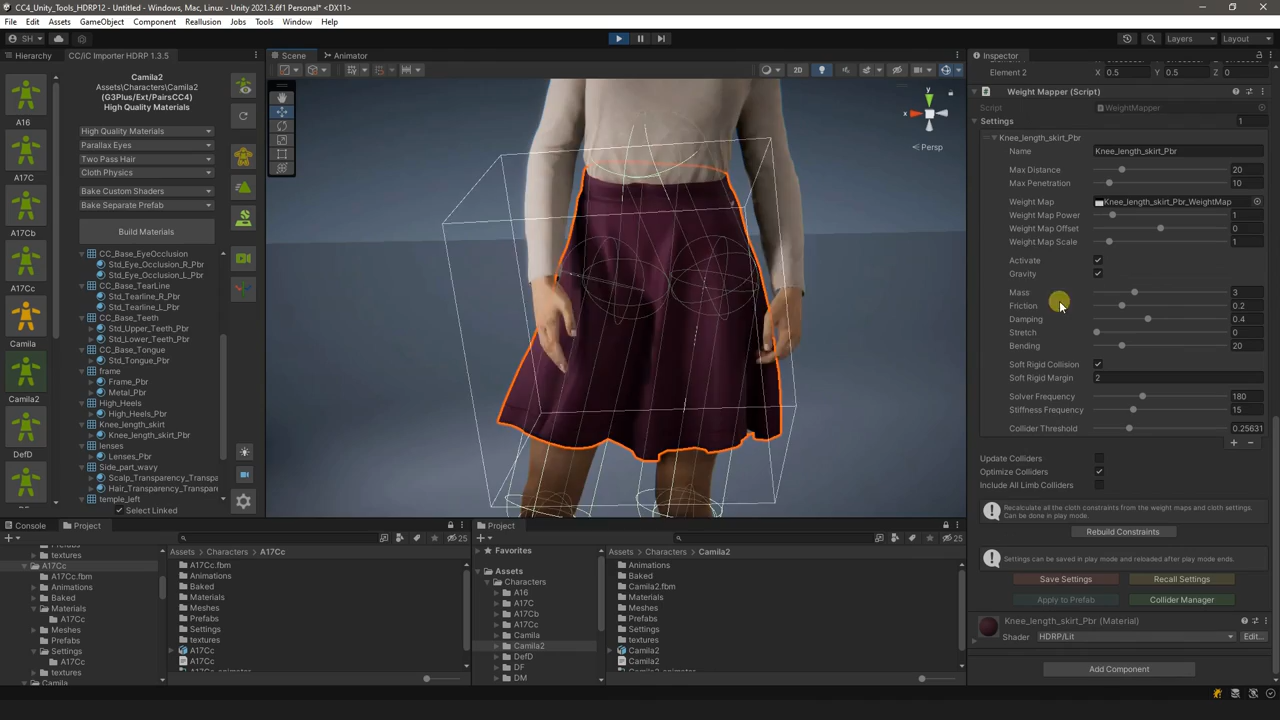 CC4_Unity_Tools_HDRP12 - Untitled - Windows, Mac, Linux - Unity 2021.3.6f1 Personal* <DX11>
File Edit Assets GameObject Component Reallusion Jobs Tools Window Help
SH Layers Layout
Hierarchy CC/iC Importer HDRP 1.3.5
A16
A17C
A17Cb
A17Cc
Camila
Camila2
DefD
Camila2
Assets\Characters\Camila2
(G3Plus/Ext/PairsCC4)
High Quality Materials
High Quality Materials
Parallax Eyes
Two Pass Hair
Cloth Physics
Bake Custom Shaders
Bake Separate Prefab
Build Materials
CC_Base_EyeOcclusion
Std_Eye_Occlusion_R_Pbr
Std_Eye_Occlusion_L_Pbr
CC_Base_TearLine
Std_Tearline_R_Pbr
Std_Tearline_L_Pbr
CC_Base_Teeth
Std_Upper_Teeth_Pbr
Std_Lower_Teeth_Pbr
CC_Base_Tongue
Std_Tongue_Pbr
frame
Frame_Pbr
Metal_Pbr
High_Heels
High_Heels_Pbr
Knee_length_skirt
Knee_length_skirt_Pbr
lenses
Lenses_Pbr
Side_part_wavy
Scalp_Transparency_Transpa
Hair_Transparency_Transpar
temple_left
Select Linked
Scene Animator
2D
y
x
Persp
Inspector
Element 2 X 0.5 Y 0.5 Z 0
Weight Mapper (Script)
Script WeightMapper
Settings 1
Knee_length_skirt_Pbr
Name Knee_length_skirt_Pbr
Max Distance 20
Max Penetration 10
Weight Map Knee_length_skirt_Pbr_WeightMap
Weight Map Power 1
Weight Map Offset 0
Weight Map Scale 1
Activate
Gravity
Mass 3
Friction 0.2
Damping 0.4
Stretch 0
Bending 20
Soft Rigid Collision
Soft Rigid Margin 2
Solver Frequency 180
Stiffness Frequency 15
Collider Threshold 0.25631
Update Colliders
Optimize Colliders
Include All Limb Colliders
Recalculate all the cloth constraints from the weight maps and cloth settings.
Can be done in play mode.
Rebuild Constraints
Settings can be saved in play mode and reloaded after play mode ends.
Save Settings Recall Settings
Apply to Prefab Collider Manager
Knee_length_skirt_Pbr (Material)
Shader HDRP/Lit Edit...
Add Component
Console Project
25
textures
A17Cc
A17Cc.fbm
Animations
Baked
Materials
A17Cc
Meshes
Prefabs
Settings
A17Cc
textures
Camila
Assets > Characters > A17Cc
A17Cc.fbm
Animations
Baked
Materials
Meshes
Prefabs
Settings
textures
A17Cc
A17Cc
Project
25
Favorites
Assets
Characters
A16
A17C
A17Cb
A17Cc
Camila
Camila2
DefD
DF
DM
Assets > Characters > Camila2
Animations
Baked
Camila2.fbm
Materials
Meshes
Prefabs
Settings
textures
Camila2
Camila2